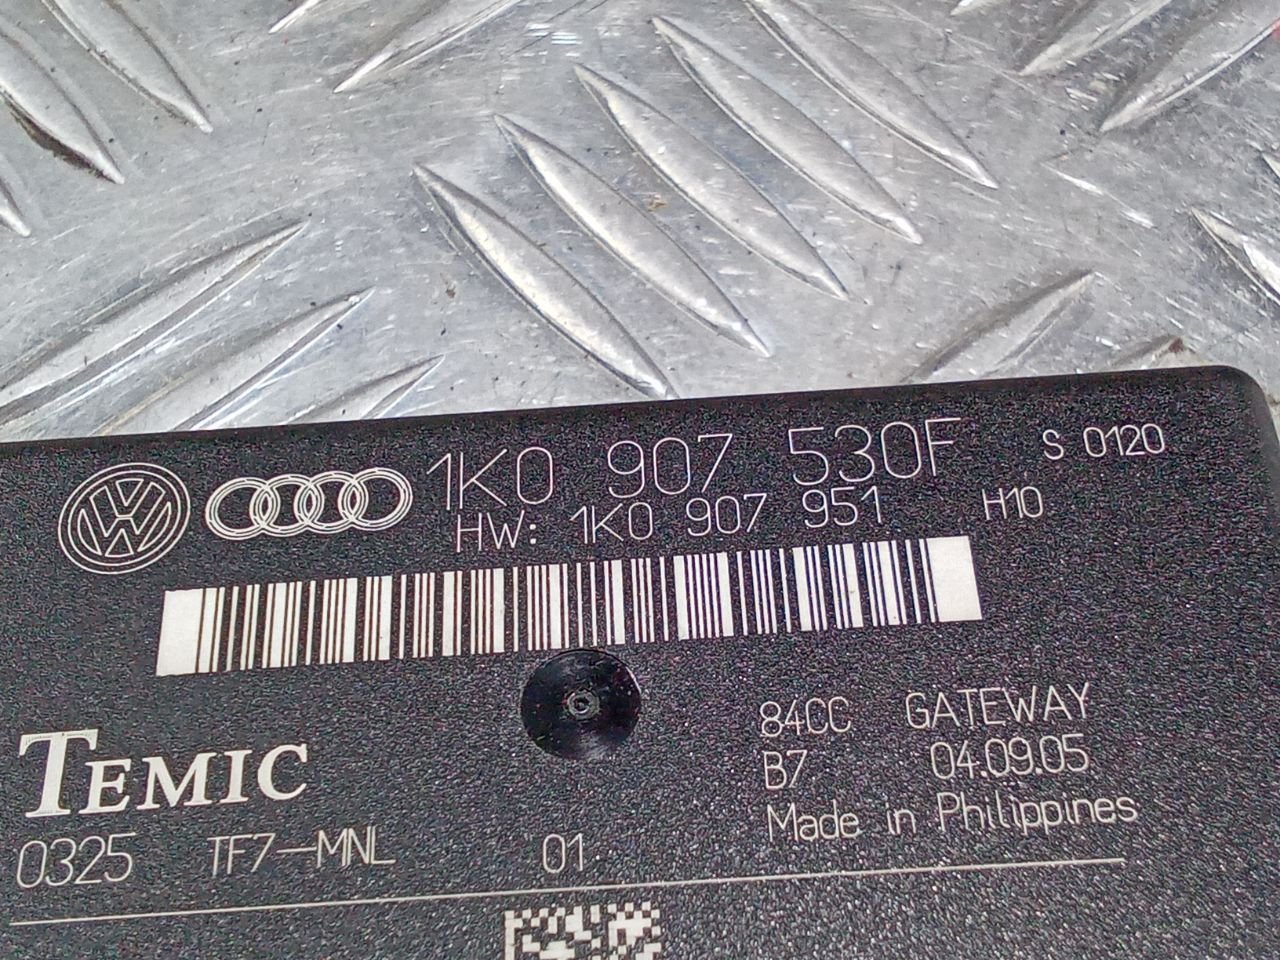 1K0 907 530F S 0120
HW: 1K0 907 951 H10
84CC GATEWAY
TEMIC B7 04.09.05
Made in Philippines
0325 TF7-MNL 01